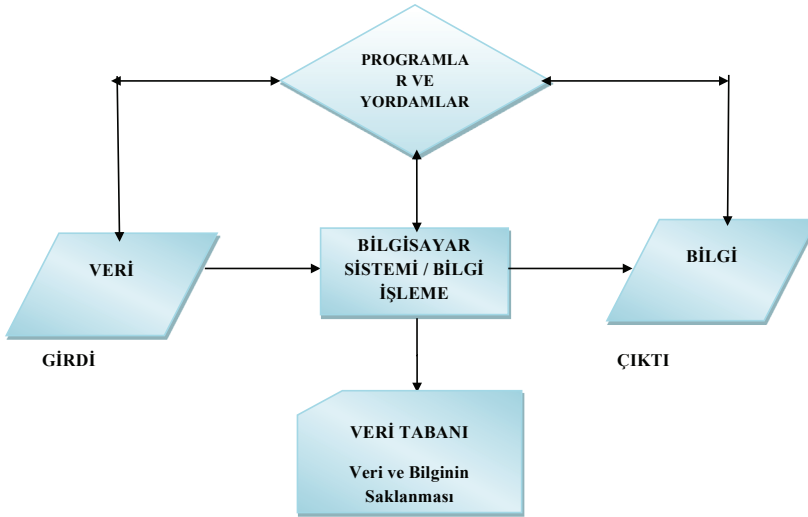 PROGRAMLA
R VE
YORDAMLAR
VERİ
BİLGİSAYAR
SİSTEMİ / BİLGİ
İŞLEME
BİLGİ
GİRDİ
ÇIKTI
VERİ TABANI
Veri ve Bilginin
Saklanması